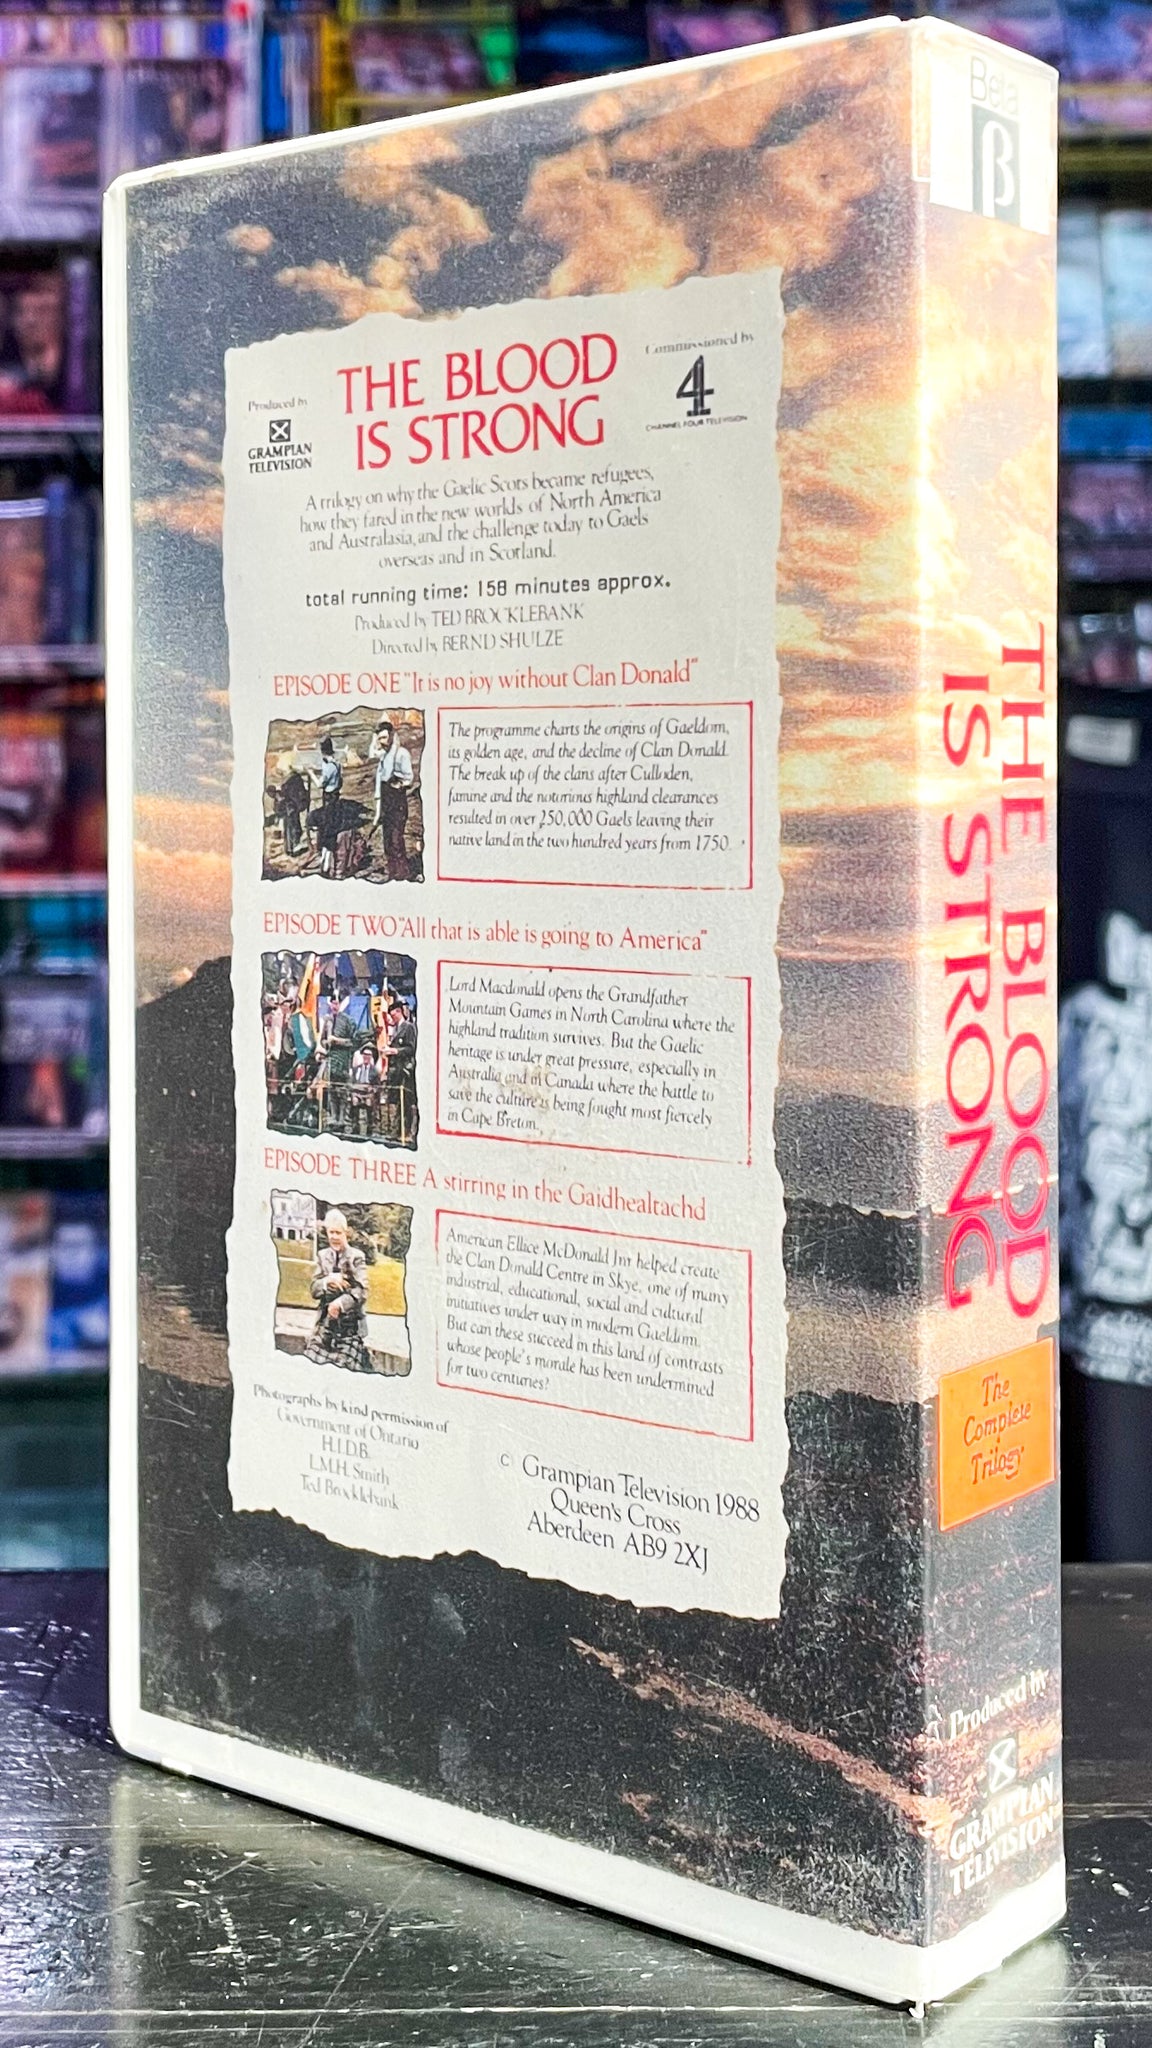 Produced by
GRAMPIAN
TELEVISION
THE BLOOD
IS STRONG
Commissioned by
4
CHANNEL FOUR TELEVISION
A trilogy on why the Gaelic Scots became refugees,
how they fared in the new worlds of North America
and Australasia, and the challenge today to Gaels
overseas and in Scotland.
total running time: 158 minutes approx.
Produced by TED BROCKLEBANK
Directed by BERND SHULZE
EPISODE ONE "It is no joy without Clan Donald"
The programme charts the origins of Gaeldom,
its golden age, and the decline of Clan Donald.
The break up of the clans after Culloden,
famine and the notorious highland clearances
resulted in over 250,000 Gaels leaving their
native land in the two hundred years from 1750.
EPISODE TWO "All that is able is going to America"
Lord Macdonald opens the Grandfather
Mountain Games in North Carolina where the
highland tradition survives. But the Gaelic
heritage is under great pressure, especially in
Australia and in Canada where the battle to
save the culture is being fought most fiercely
in Cape Breton.
EPISODE THREE A stirring in the Gaidhealtachd
American Ellice McDonald Jnr helped create
the Clan Donald Centre in Skye, one of many
industrial, educational, social and cultural
initiatives under way in modern Gaeldom.
But can these succeed in this land of contrasts
whose people's morale has been undermined
for two centuries?
Photographs by kind permission of
Government of Ontario
H.I.D.B.
L.M.H. Smith
Ted Brocklebank
© Grampian Television 1988
Queen's Cross
Aberdeen AB9 2XJ
Beta
β
THE BLOOD
IS STRONG
The
Complete
Trilogy
Produced by
GRAMPIAN
TELEVISION